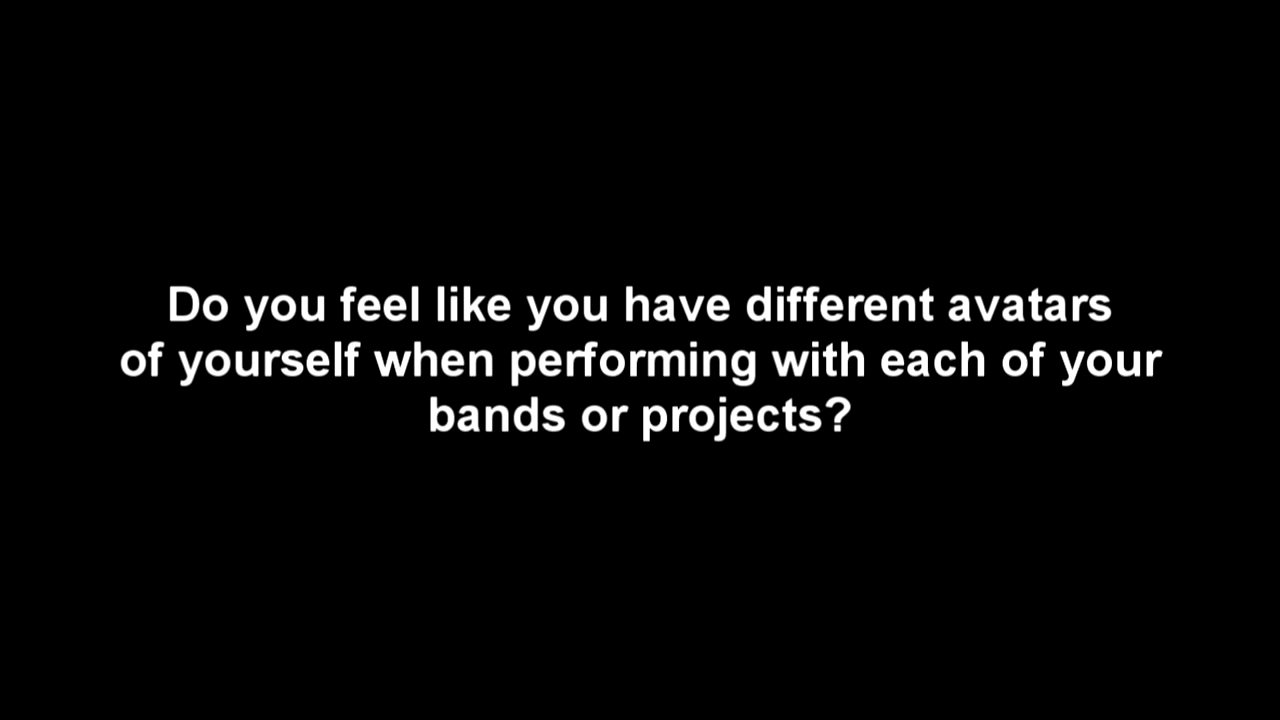 Do you feel like you have different avatars
of yourself when performing with each of your
bands or projects?